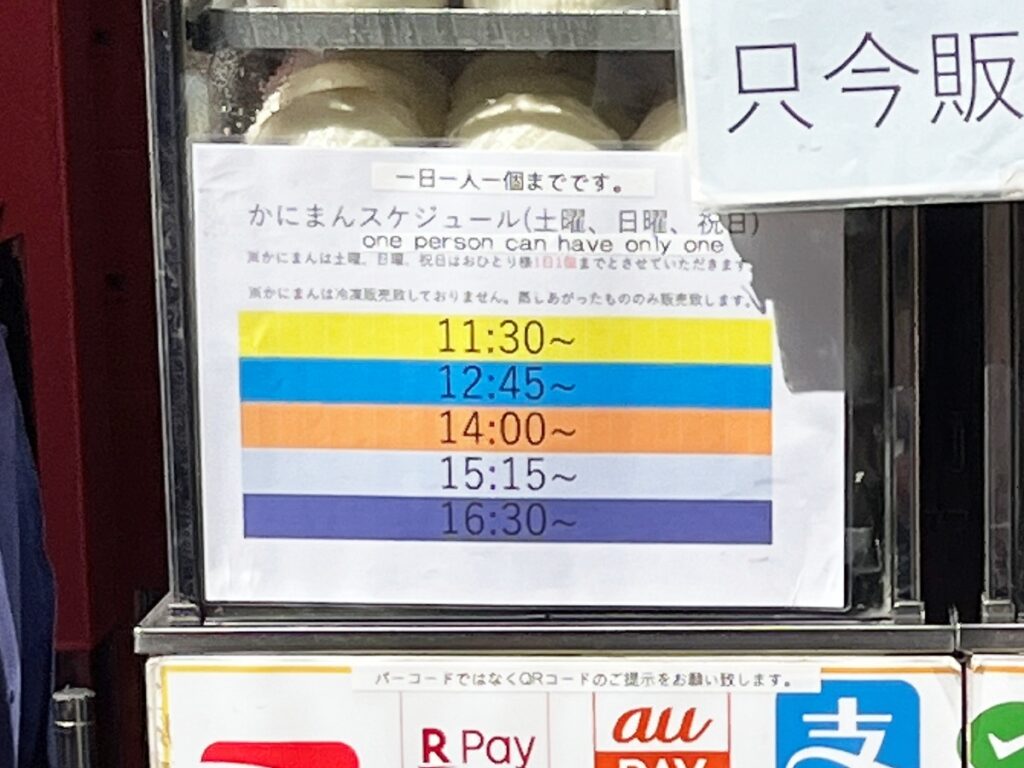 只今販
一日一人一個までです。
かにまんスケジュール(土曜、日曜、祝日)
one person can have only one
※かにまんは土曜、日曜、祝日はおひとり様1日1個までとさせていただきます
※かにまんは冷凍販売致しておりません。蒸しあがったもののみ販売致します。
11:30~
12:45~
14:00~
15:15~
16:30~
バーコードではなくQRコードのご提示をお願い致します。
R Pay
au
PAY
支